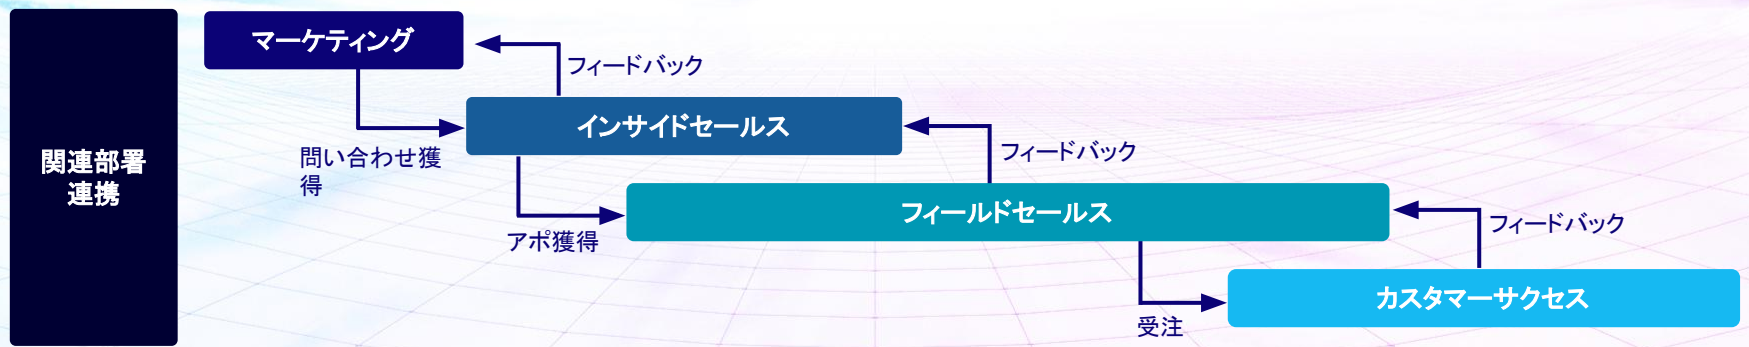 関連部署
連携
マーケティング
フィードバック
インサイドセールス
問い合わせ獲
得
フィードバック
フィールドセールス
アポ獲得
フィードバック
カスタマーサクセス
受注